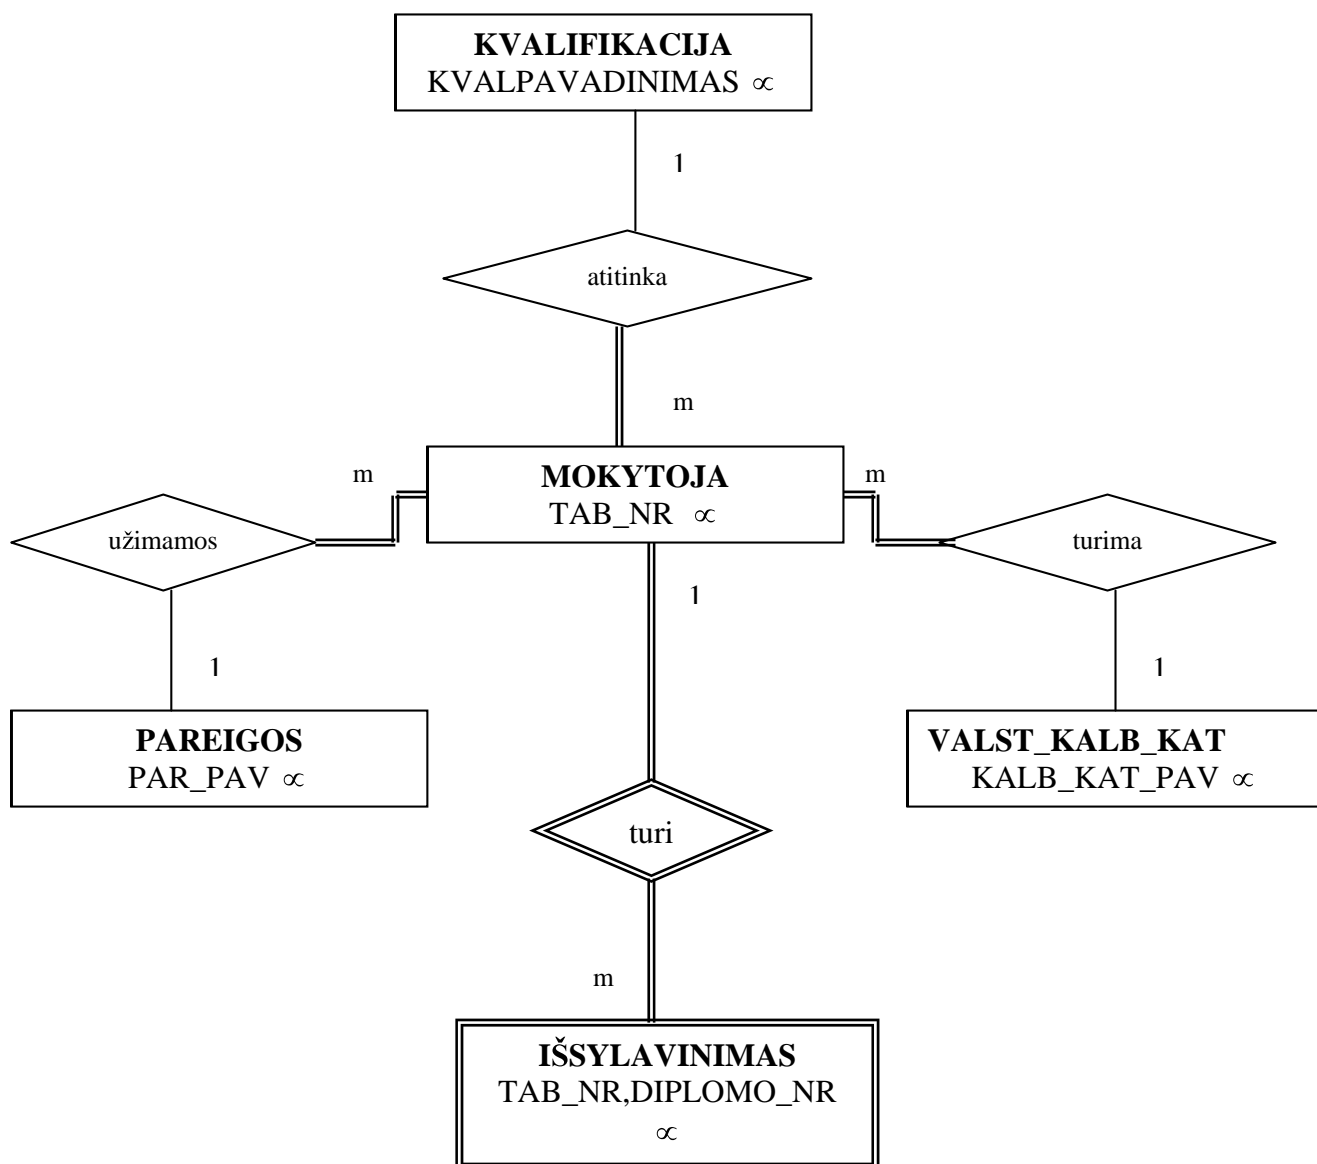 KVALIFIKACIJA
KVALPAVADINIMAS ∝
1
atitinka
m
m
MOKYTOJA
TAB_NR ∝
m
užimamos
turima
1
1
1
PAREIGOS
PAR_PAV ∝
VALST_KALB_KAT
KALB_KAT_PAV ∝
turi
m
IŠSYLAVINIMAS
TAB_NR,DIPLOMO_NR
∝